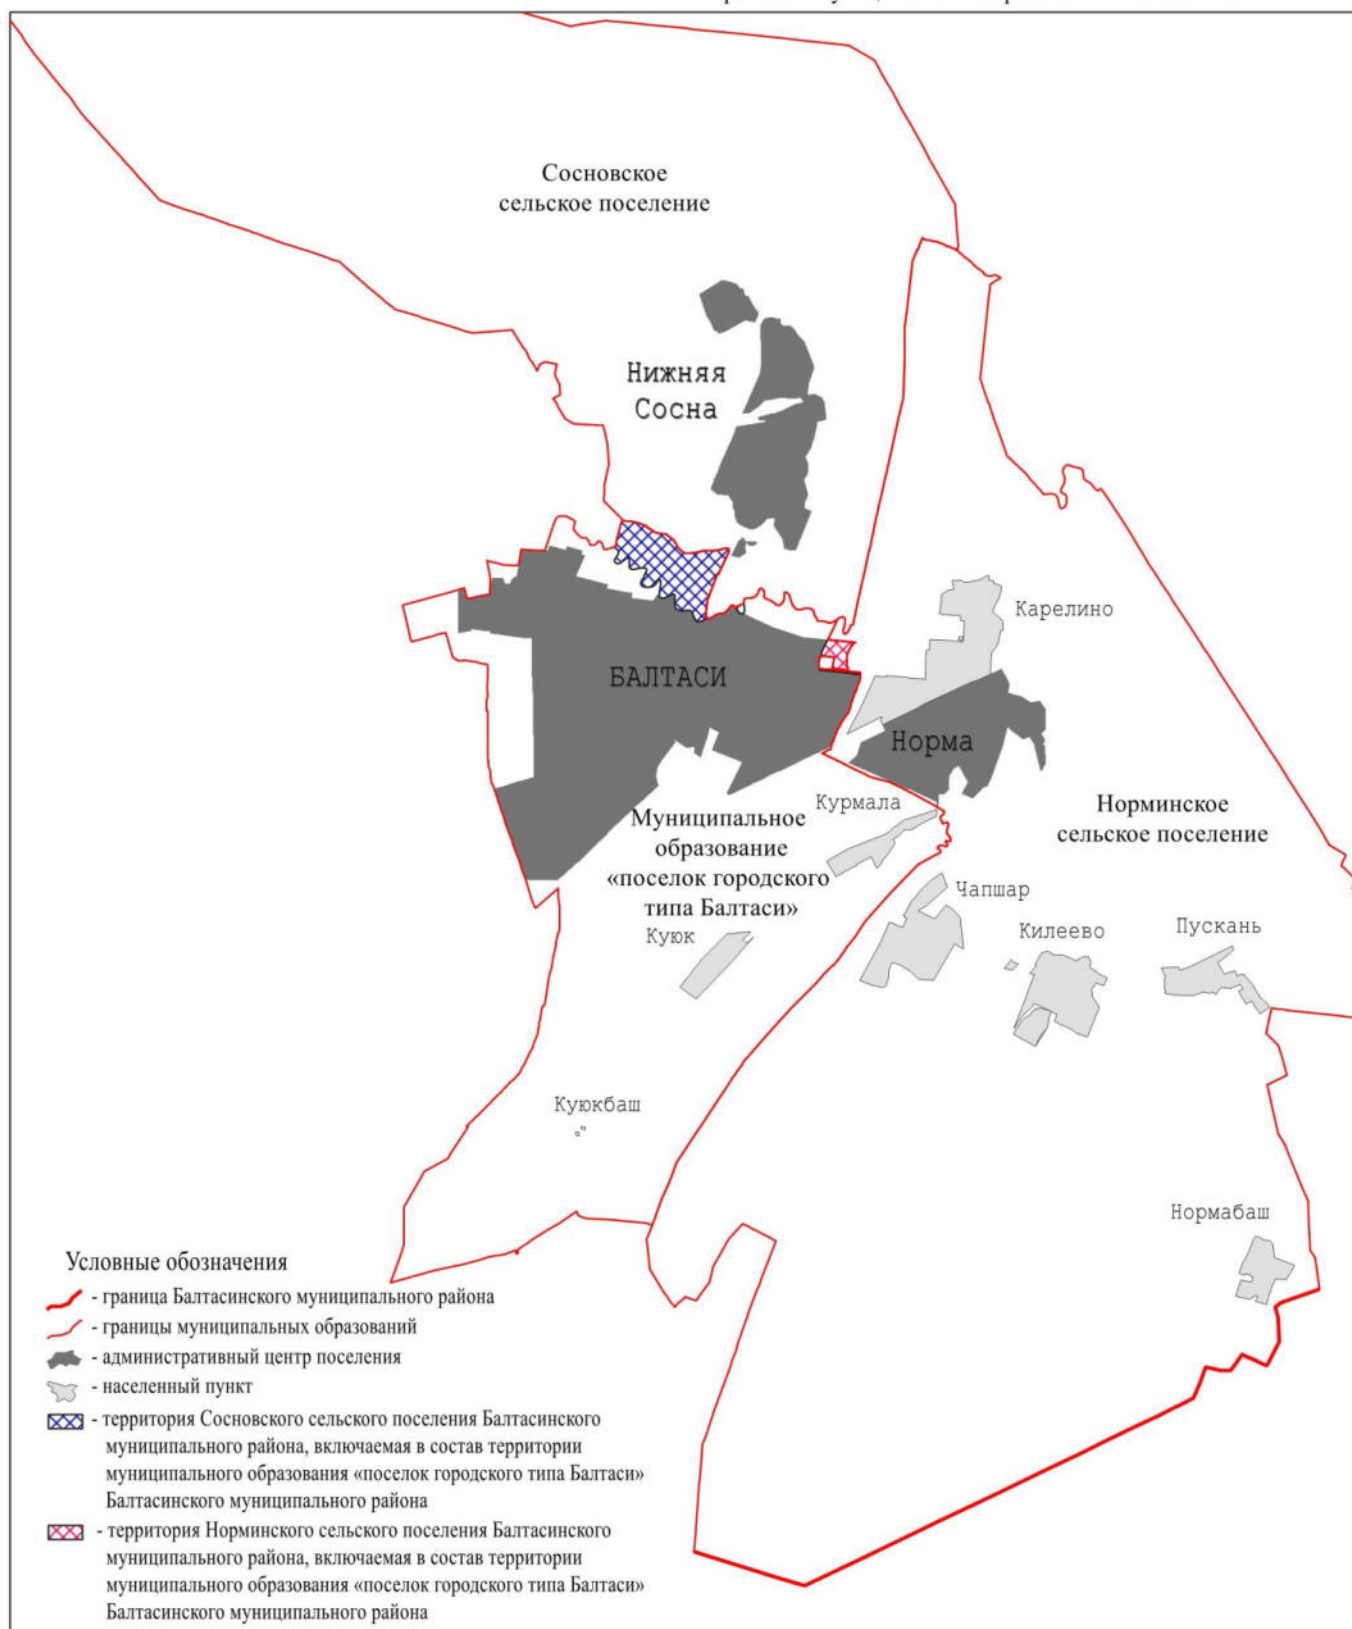 Сосновское
сельское поселение
Нижняя
Сосна
Карелино
БАЛТАСИ
Норма
Курмала
Муниципальное
образование
«поселок городского
типа Балтаси»
Норминское
сельское поселение
Чапшар
Куюк
Килеево
Пускань
Куюкбаш
Нормабаш
Условные обозначения
- граница Балтасинского муниципального района
- границы муниципальных образований
- административный центр поселения
- населенный пункт
- территория Сосновского сельского поселения Балтасинского
муниципального района, включаемая в состав территории
муниципального образования «поселок городского типа Балтаси»
Балтасинского муниципального района
- территория Норминского сельского поселения Балтасинского
муниципального района, включаемая в состав территории
муниципального образования «поселок городского типа Балтаси»
Балтасинского муниципального района